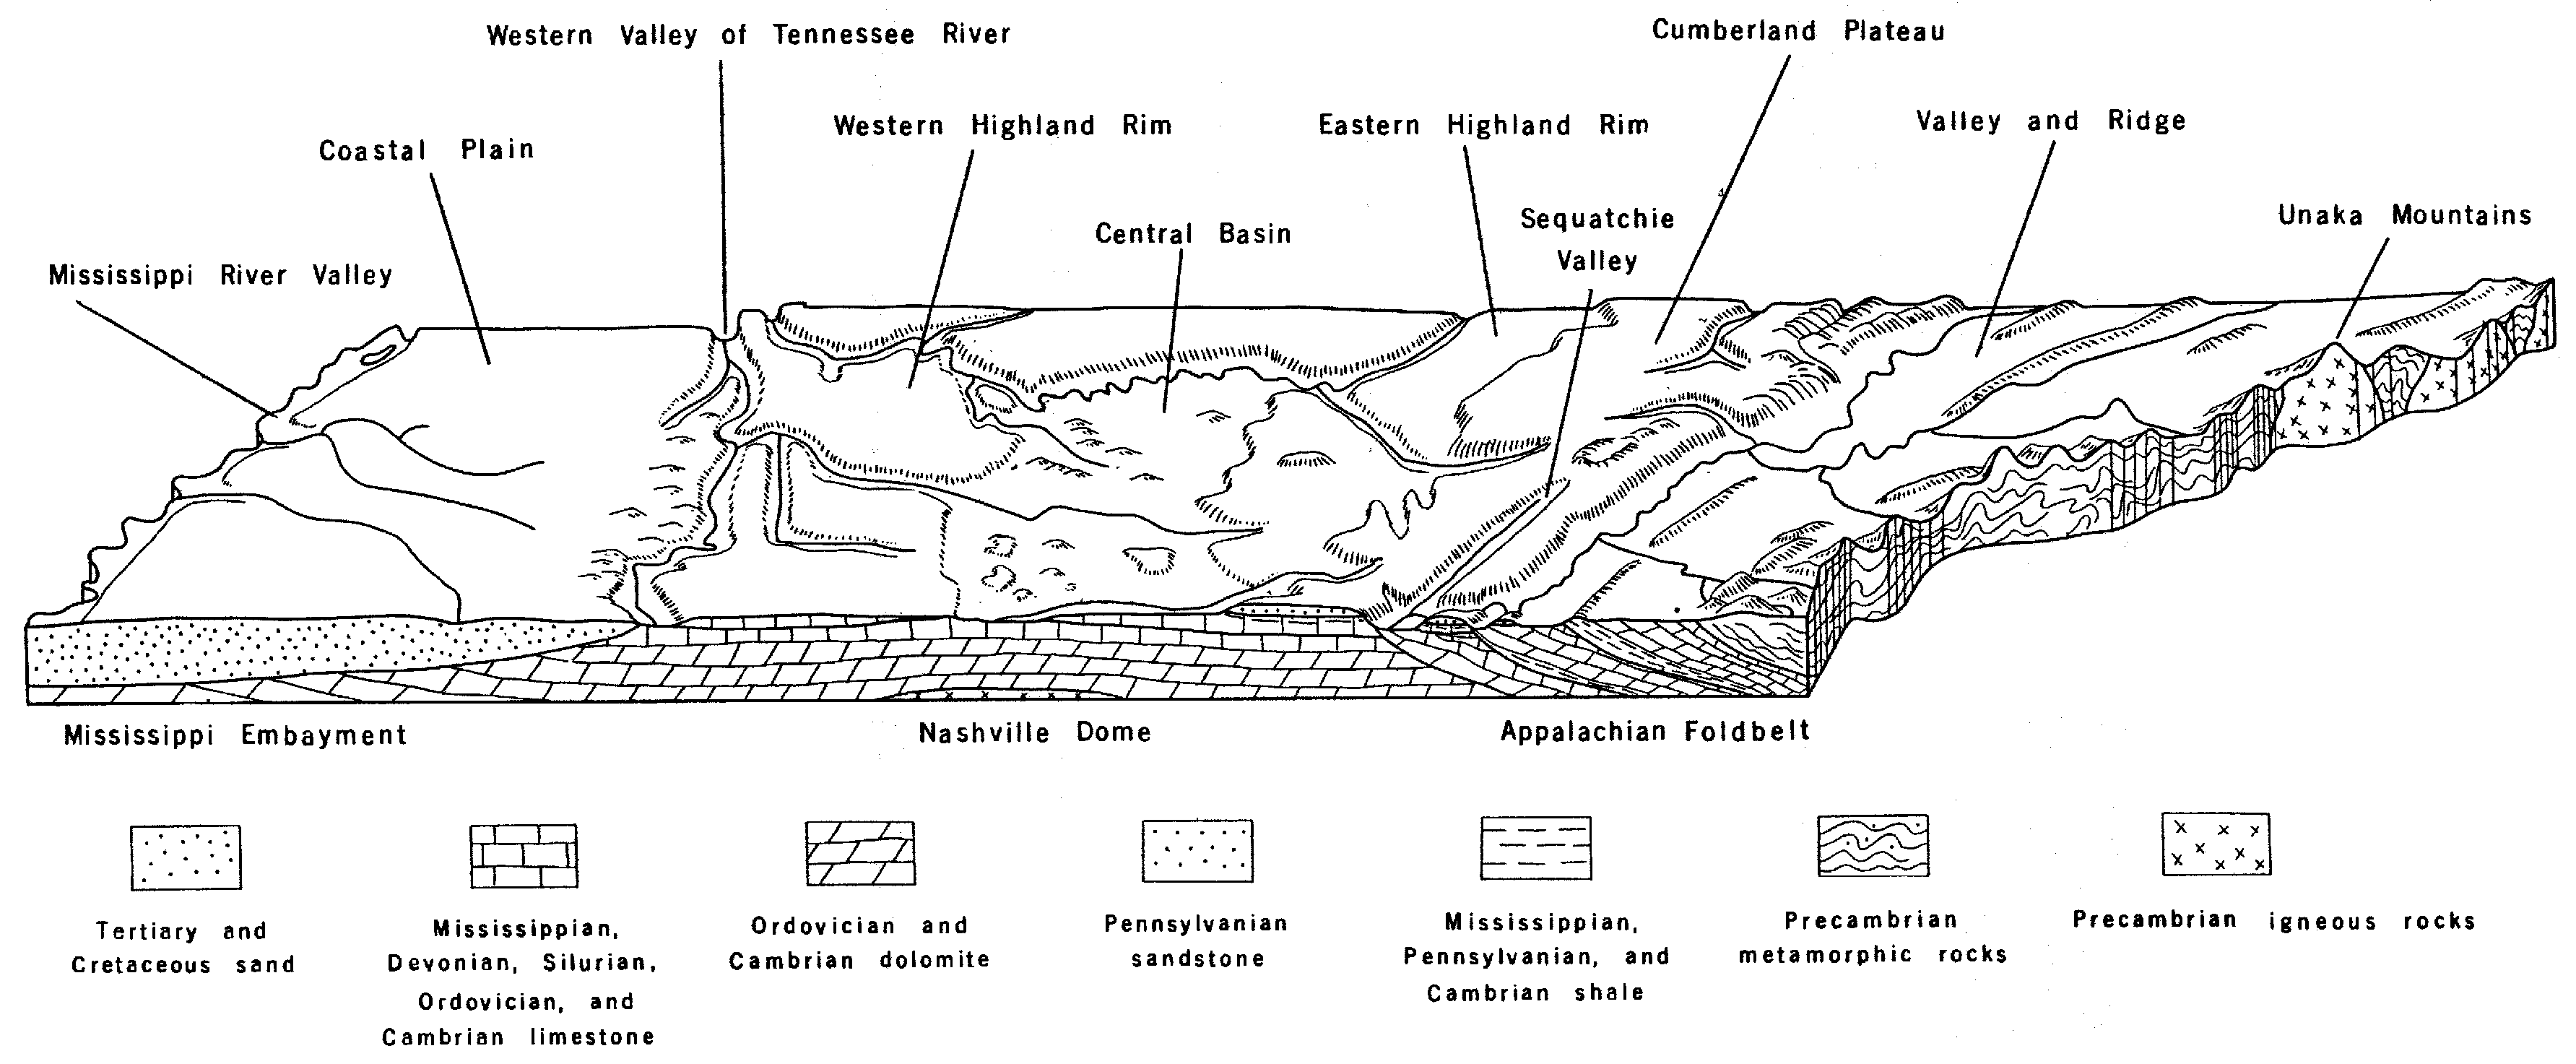 Western Valley of Tennessee River
Cumberland Plateau
Western Highland Rim
Eastern Highland Rim
Valley and Ridge
Coastal Plain
Sequatchie
Valley
Unaka Mountains
Central Basin
Mississippi River Valley
Mississippi Embayment
Nashville Dome
Appalachian Foldbelt
Tertiary and
Cretaceous sand
Mississippian,
Devonian, Silurian,
Ordovician, and
Cambrian limestone
Ordovician and
Cambrian dolomite
Pennsylvanian
sandstone
Mississippian,
Pennsylvanian, and
Cambrian shale
Precambrian
metamorphic rocks
Precambrian igneous rocks